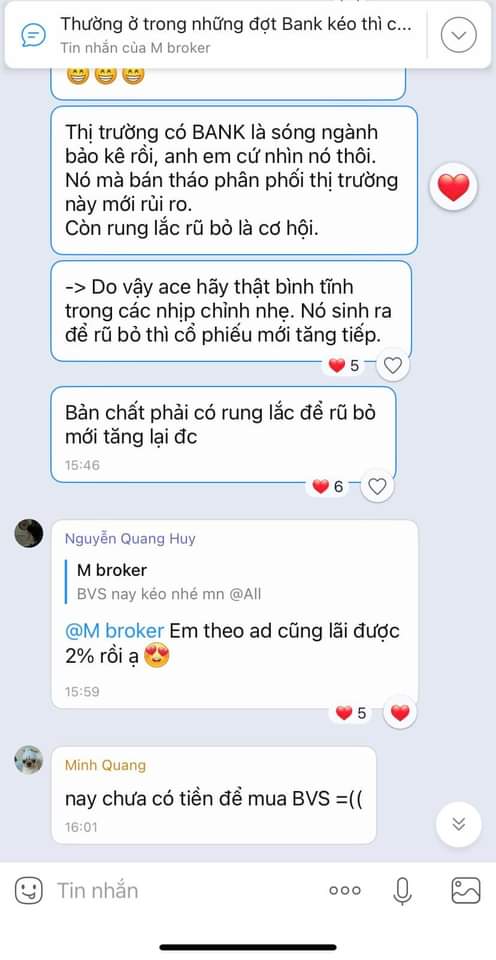 Thường ở trong những đợt Bank kéo thì c...
Tin nhắn của M broker
Thị trường có BANK là sóng ngành
bảo kê rồi, anh em cứ nhìn nó thôi.
Nó mà bán tháo phân phối thị trường
này mới rủi ro.
Còn rung lắc rũ bỏ là cơ hội.
-> Do vậy ace hãy thật bình tĩnh
trong các nhịp chỉnh nhẹ. Nó sinh ra
để rũ bỏ thì cổ phiếu mới tăng tiếp.
5
Bản chất phải có rung lắc để rũ bỏ
mới tăng lại đc
15:46
6
Nguyễn Quang Huy
M broker
BVS nay kéo nhé mn @All
@M broker Em theo ad cũng lãi được
2% rồi ạ 😍
15:59
5
Minh Quang
nay chưa có tiền để mua BVS =((
16:01
Tin nhắn